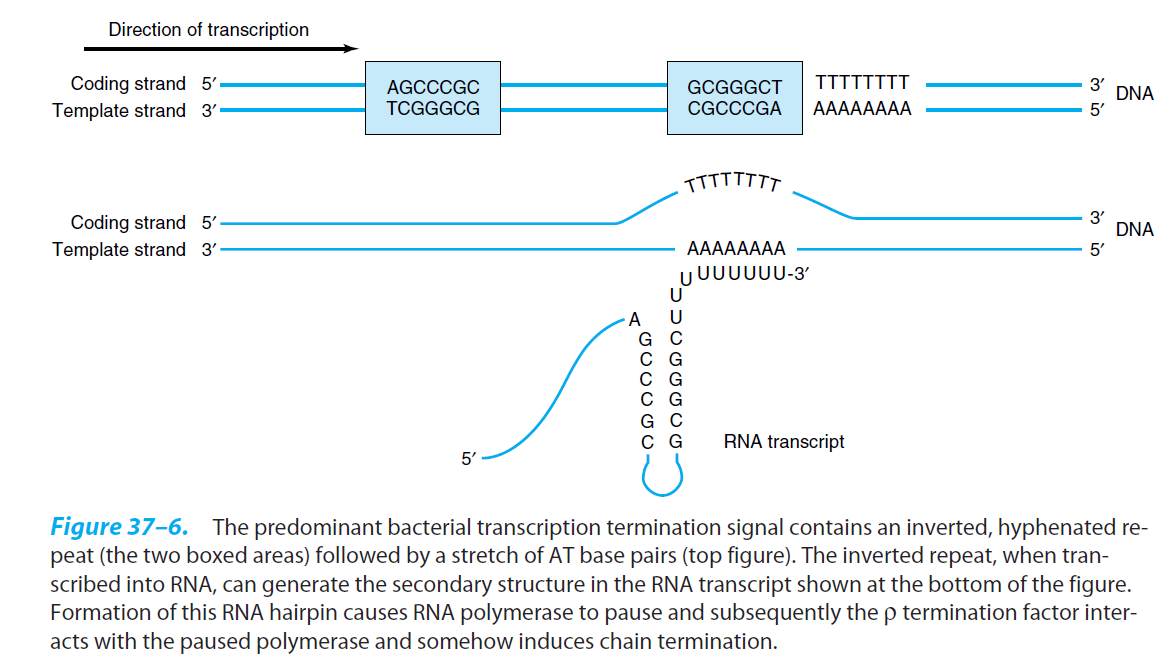 Direction of transcription
Coding strand 5′ AGCCCGC GCGGGCT TTTTTTTT 3′
Template strand 3′ TCGGGCG CGCCCGA AAAAAAAA 5′
DNA
TTTTTTTT
Coding strand 5′ 3′
Template strand 3′ AAAAAAAA 5′
DNA
U UUUUUU-3′
U
A U
G C
C G
C G
C G
G C
C G RNA transcript
5′
Figure 37–6. The predominant bacterial transcription termination signal contains an inverted, hyphenated re-
peat (the two boxed areas) followed by a stretch of AT base pairs (top figure). The inverted repeat, when tran-
scribed into RNA, can generate the secondary structure in the RNA transcript shown at the bottom of the figure.
Formation of this RNA hairpin causes RNA polymerase to pause and subsequently the ρ termination factor inter-
acts with the paused polymerase and somehow induces chain termination.